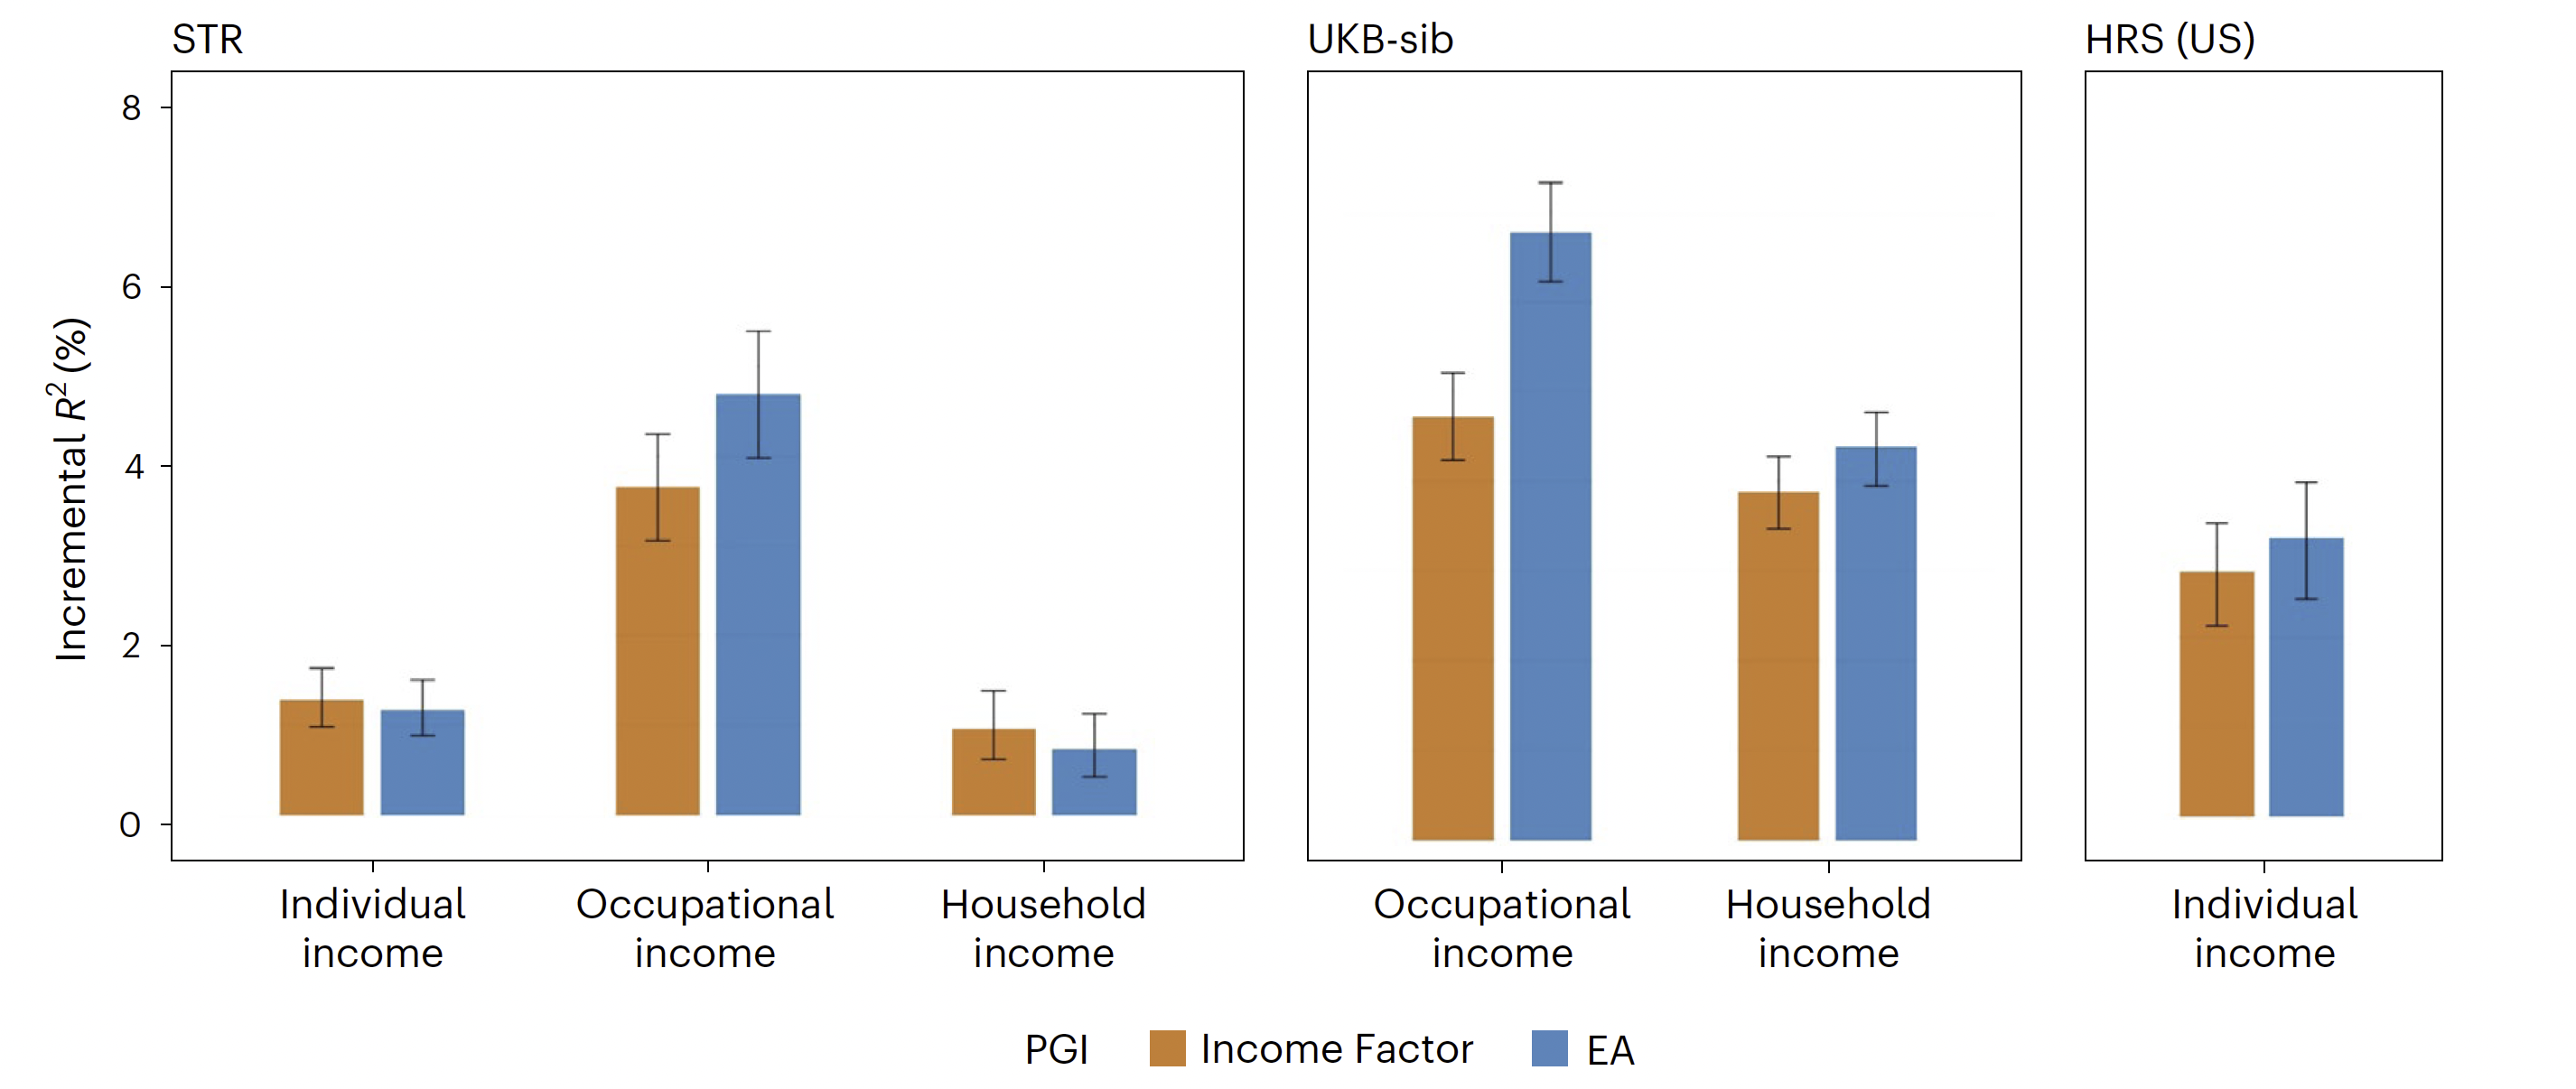 STR
UKB-sib
HRS (US)
Incremental R² (%)
8
6
4
2
0
Individual
income
Occupational
income
Household
income
Occupational
income
Household
income
Individual
income
PGI
Income Factor
EA